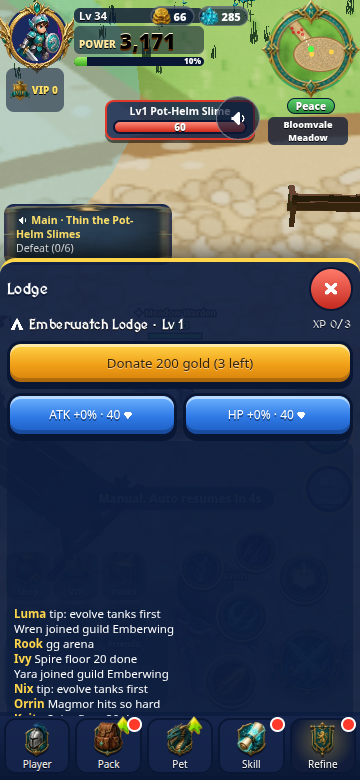 Lv 34
66
285
POWER 3,171
10%
VIP 0
Peace
Bloomvale
Meadow
Lv1 Pot-Helm Slime
60
Main · Thin the Pot-
Helm Slimes
Defeat (0/6)
Lodge
Emberwatch Lodge · Lv 1
XP 0/3
Donate 200 gold (3 left)
ATK +0% · 40
HP +0% · 40
Manual. Auto resumes in 1s
Luma tip: evolve tanks first
Wren joined guild Emberwing
Rook gg arena
Ivy Spire floor 20 done
Yara joined guild Emberwing
Nix tip: evolve tanks first
Orrin Magmor hits so hard
Player
Pack
Pet
Skill
Refine